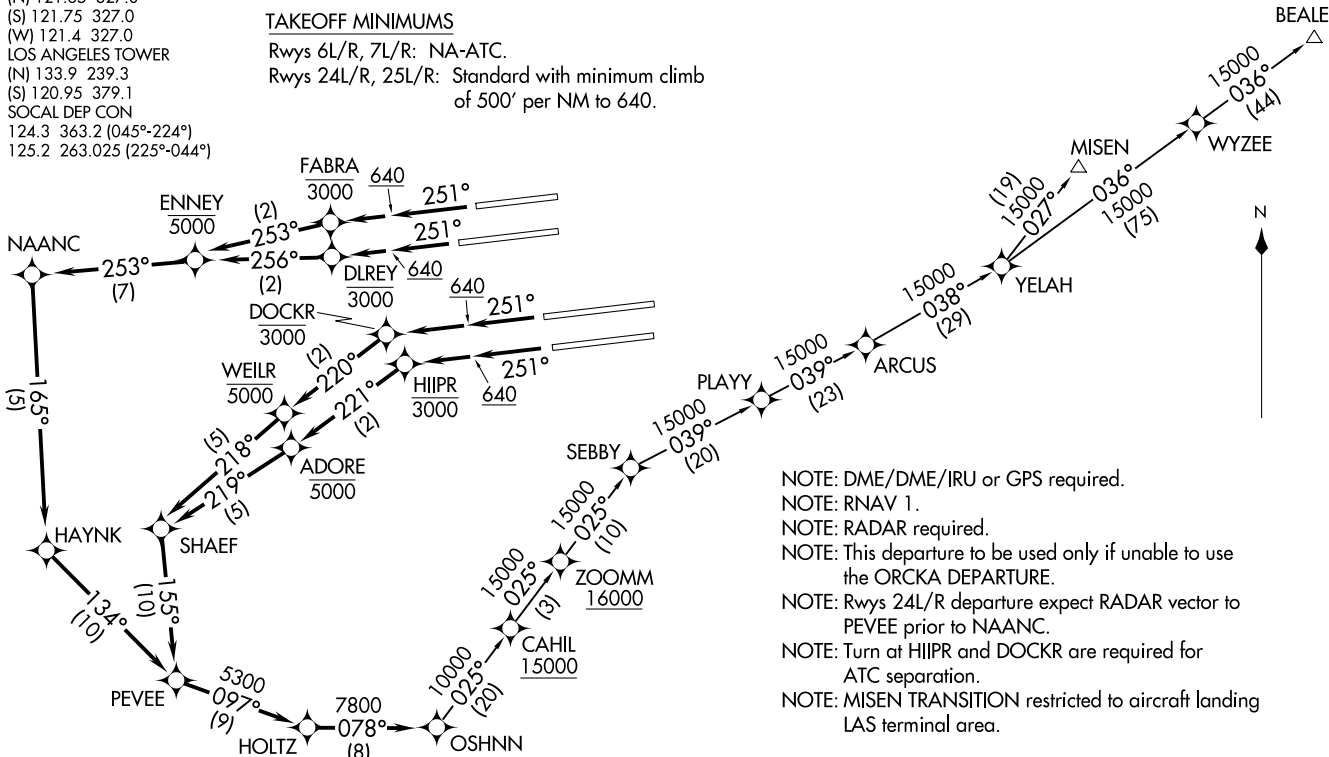 (S) 121.75 327.0
(W) 121.4 327.0
LOS ANGELES TOWER
(N) 133.9 239.3
(S) 120.95 379.1
SOCAL DEP CON
124.3 363.2 (045°-224°)
125.2 263.025 (225°-044°)
TAKEOFF MINIMUMS
Rwys 6L/R, 7L/R: NA-ATC.
Rwys 24L/R, 25L/R: Standard with minimum climb
of 500' per NM to 640.
BEALE
15000
036°
(44)
WYZEE
MISEN
(19)
15000
027°
036°
15000
(75)
YELAH
N
FABRA
3000
640
251°
ENNEY
5000
(2)
253°
251°
640
256°
(2)
DLREY
3000
NAANC
253°
(7)
DOCKR
3000
640
251°
(2)
220°
WEILR
5000
HIIPR
3000
251°
640
221°
(2)
ADORE
5000
(5)
218°
219°
(5)
165°
(5)
HAYNK
SHAEF
134°
(10)
155°
(10)
PEVEE
5300
097°
(9)
HOLTZ
7800
078°
(8)
OSHNN
10000
025°
(20)
CAHIL
15000
15000
025°
(3)
ZOOMM
16000
15000
025°
(10)
SEBBY
15000
039°
(20)
PLAYY
15000
039°
(23)
ARCUS
15000
038°
(29)
NOTE: DME/DME/IRU or GPS required.
NOTE: RNAV 1.
NOTE: RADAR required.
NOTE: This departure to be used only if unable to use
the ORCKA DEPARTURE.
NOTE: Rwys 24L/R departure expect RADAR vector to
PEVEE prior to NAANC.
NOTE: Turn at HIIPR and DOCKR are required for
ATC separation.
NOTE: MISEN TRANSITION restricted to aircraft landing
LAS terminal area.